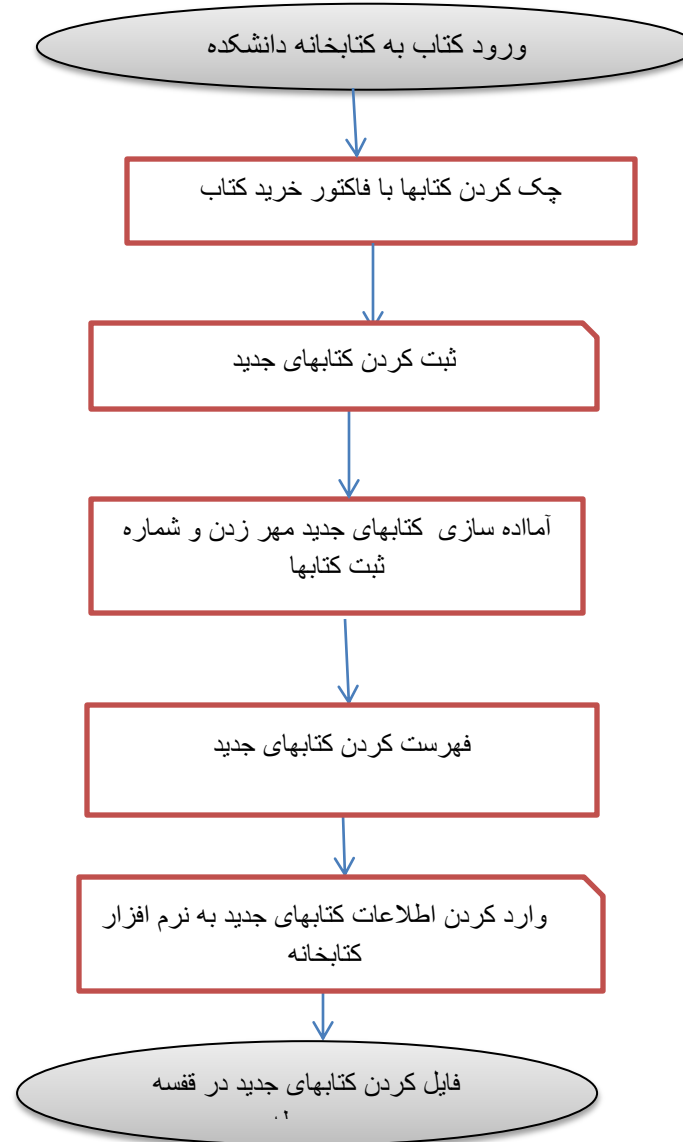 ورود کتاب به کتابخانه دانشکده
چک کردن کتابها با فاکتور خرید کتاب
ثبت کردن کتابهای جدید
آمااده سازی  کتابهای جدید مهر زدن و شماره
ثبت کتابها
فهرست کردن کتابهای جدید
وارد کردن اطلاعات کتابهای جدید به نرم افزار
کتابخانه
فایل کردن کتابهای جدید در قفسه